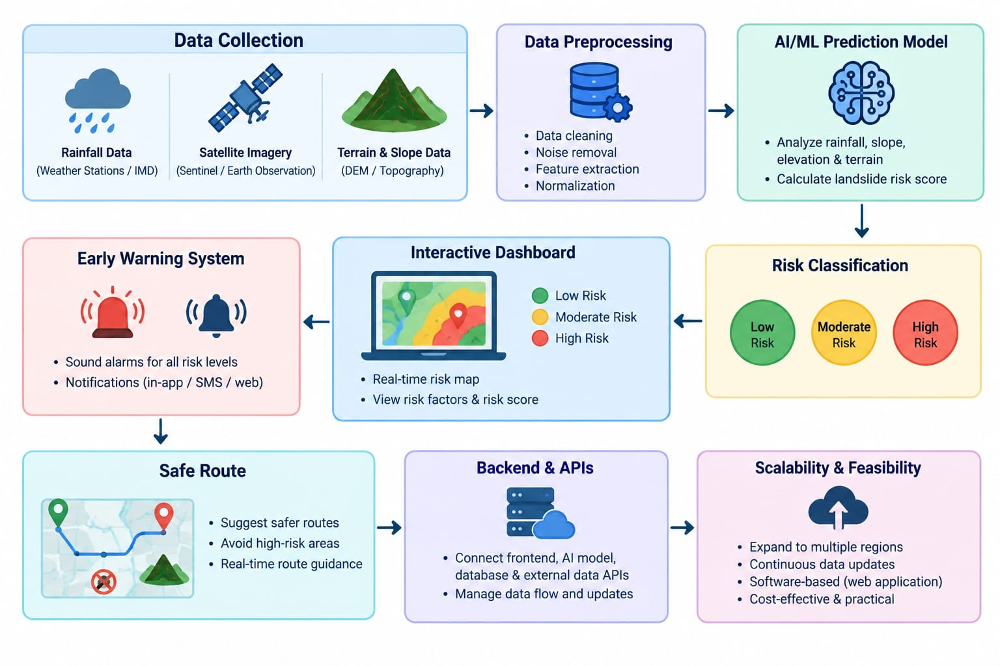 Data Collection
Rainfall Data
(Weather Stations / IMD)
Satellite Imagery
(Sentinel / Earth Observation)
Terrain & Slope Data
(DEM / Topography)
Data Preprocessing
• Data cleaning
• Noise removal
• Feature extraction
• Normalization
AI/ML Prediction Model
• Analyze rainfall, slope,
elevation & terrain
• Calculate landslide risk score
Risk Classification
Low
Risk
Moderate
Risk
High
Risk
Interactive Dashboard
Low Risk
Moderate Risk
High Risk
• Real-time risk map
• View risk factors & risk score
Early Warning System
• Sound alarms for all risk levels
• Notifications (in-app / SMS / web)
Safe Route
• Suggest safer routes
• Avoid high-risk areas
• Real-time route guidance
Backend & APIs
• Connect frontend, AI model,
database & external data APIs
• Manage data flow and updates
Scalability & Feasibility
• Expand to multiple regions
• Continuous data updates
• Software-based (web application)
• Cost-effective & practical